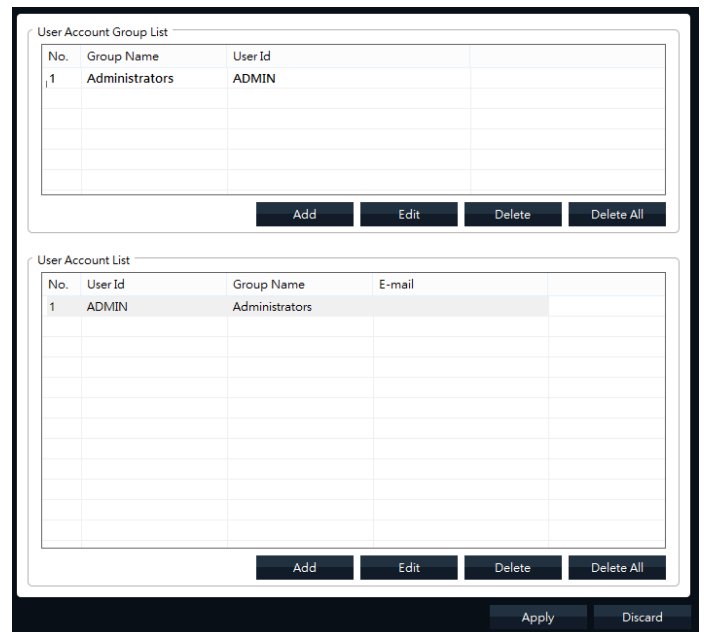 User Account Group List
No. Group Name User Id
1 Administrators ADMIN
Add Edit Delete Delete All
User Account List
No. User Id Group Name E-mail
1 ADMIN Administrators
Add Edit Delete Delete All
Apply Discard